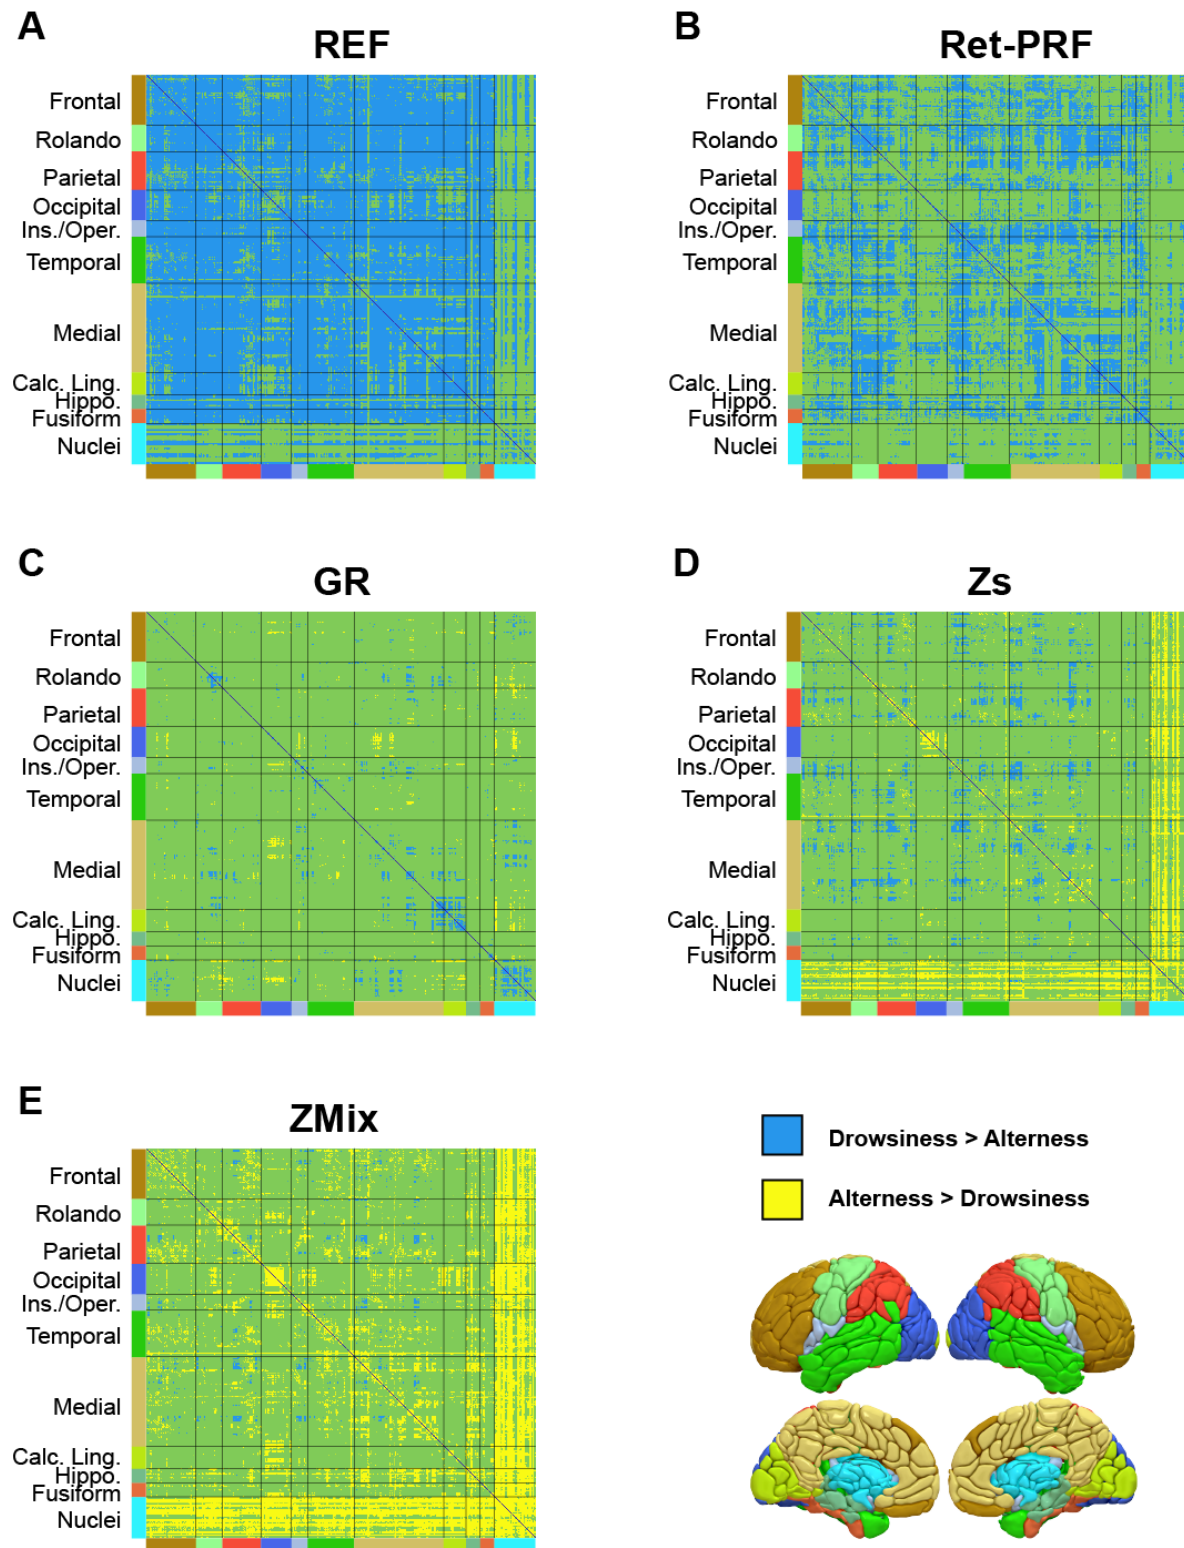 A
REF
Frontal
Rolando
Parietal
Occipital
Ins./Oper.
Temporal
Medial
Calc. Ling.
Hippo.
Fusiform
Nuclei
B
Ret-PRF
Frontal
Rolando
Parietal
Occipital
Ins./Oper.
Temporal
Medial
Calc. Ling.
Hippo.
Fusiform
Nuclei
C
GR
Frontal
Rolando
Parietal
Occipital
Ins./Oper.
Temporal
Medial
Calc. Ling.
Hippo.
Fusiform
Nuclei
D
Zs
Frontal
Rolando
Parietal
Occipital
Ins./Oper.
Temporal
Medial
Calc. Ling.
Hippo.
Fusiform
Nuclei
E
ZMix
Frontal
Rolando
Parietal
Occipital
Ins./Oper.
Temporal
Medial
Calc. Ling.
Hippo.
Fusiform
Nuclei
Drowsiness > Alterness
Alterness > Drowsiness